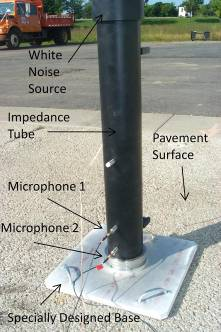 White
Noise
Source
Impedance
Tube
Pavement
Surface
Microphone 1
Microphone 2
Specially Designed Base